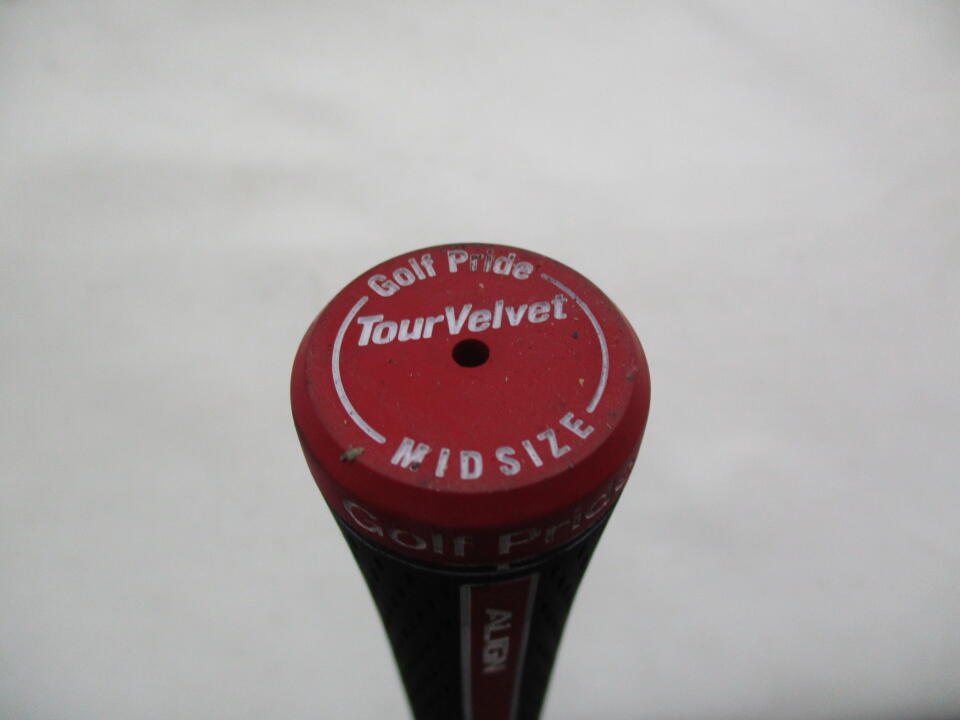 Golf Pride
TourVelvet
MIDSIZE
Golf Pride
ALIGN